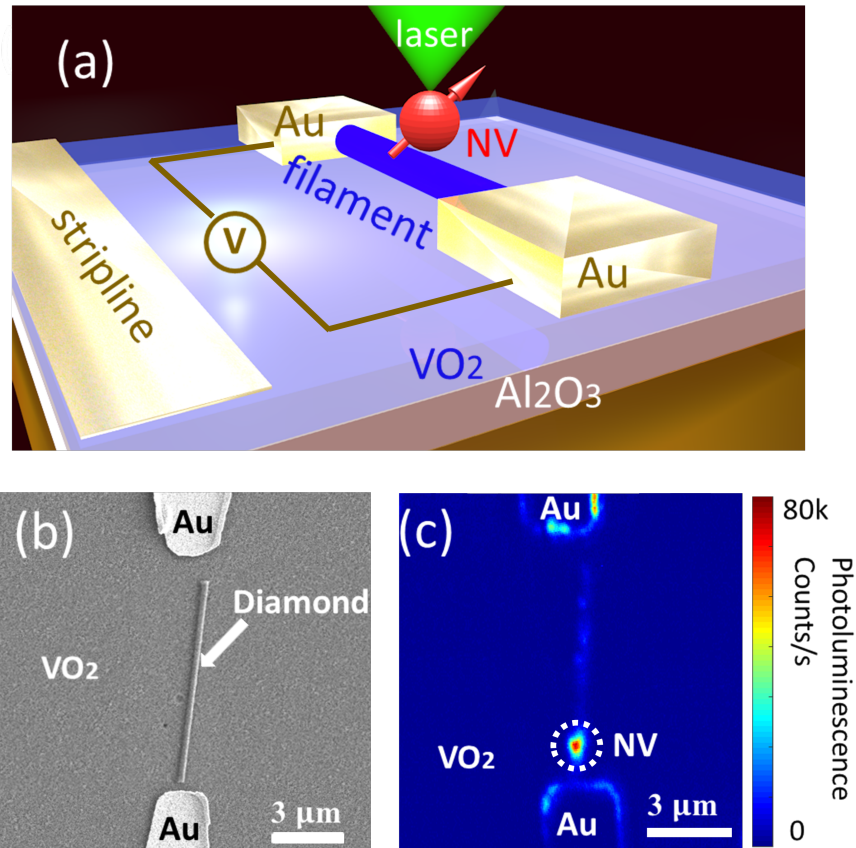 (a)
laser
Au
NV
filament
stripline
V
Au
VO2
Al2O3
(b)
Au
Diamond
VO2
3 μm
Au
(c)
Au
80k
Photoluminescence
Counts/s
NV
VO2
3 μm
Au
0